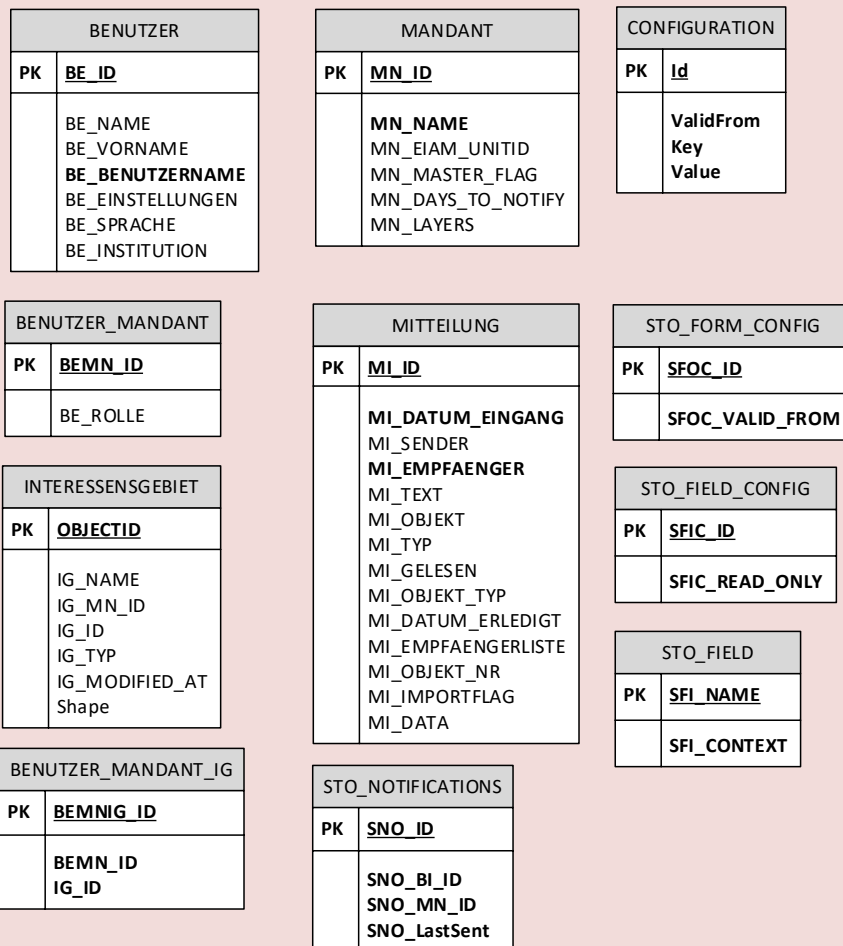 BENUTZER
PK BE_ID
BE_NAME
BE_VORNAME
BE_BENUTZERNAME
BE_EINSTELLUNGEN
BE_SPRACHE
BE_INSTITUTION
MANDANT
PK MN_ID
MN_NAME
MN_EIAM_UNITID
MN_MASTER_FLAG
MN_DAYS_TO_NOTIFY
MN_LAYERS
CONFIGURATION
PK Id
ValidFrom
Key
Value
BENUTZER_MANDANT
PK BEMN_ID
BE_ROLLE
MITTEILUNG
PK MI_ID
MI_DATUM_EINGANG
MI_SENDER
MI_EMPFAENGER
MI_TEXT
MI_OBJEKT
MI_TYP
MI_GELESEN
MI_OBJEKT_TYP
MI_DATUM_ERLEDIGT
MI_EMPFAENGERLISTE
MI_OBJEKT_NR
MI_IMPORTFLAG
MI_DATA
STO_FORM_CONFIG
PK SFOC_ID
SFOC_VALID_FROM
INTERESSENSGEBIET
PK OBJECTID
IG_NAME
IG_MN_ID
IG_ID
IG_TYP
IG_MODIFIED_AT
Shape
STO_FIELD_CONFIG
PK SFIC_ID
SFIC_READ_ONLY
STO_FIELD
PK SFI_NAME
SFI_CONTEXT
BENUTZER_MANDANT_IG
PK BEMNIG_ID
BEMN_ID
IG_ID
STO_NOTIFICATIONS
PK SNO_ID
SNO_BI_ID
SNO_MN_ID
SNO_LastSent